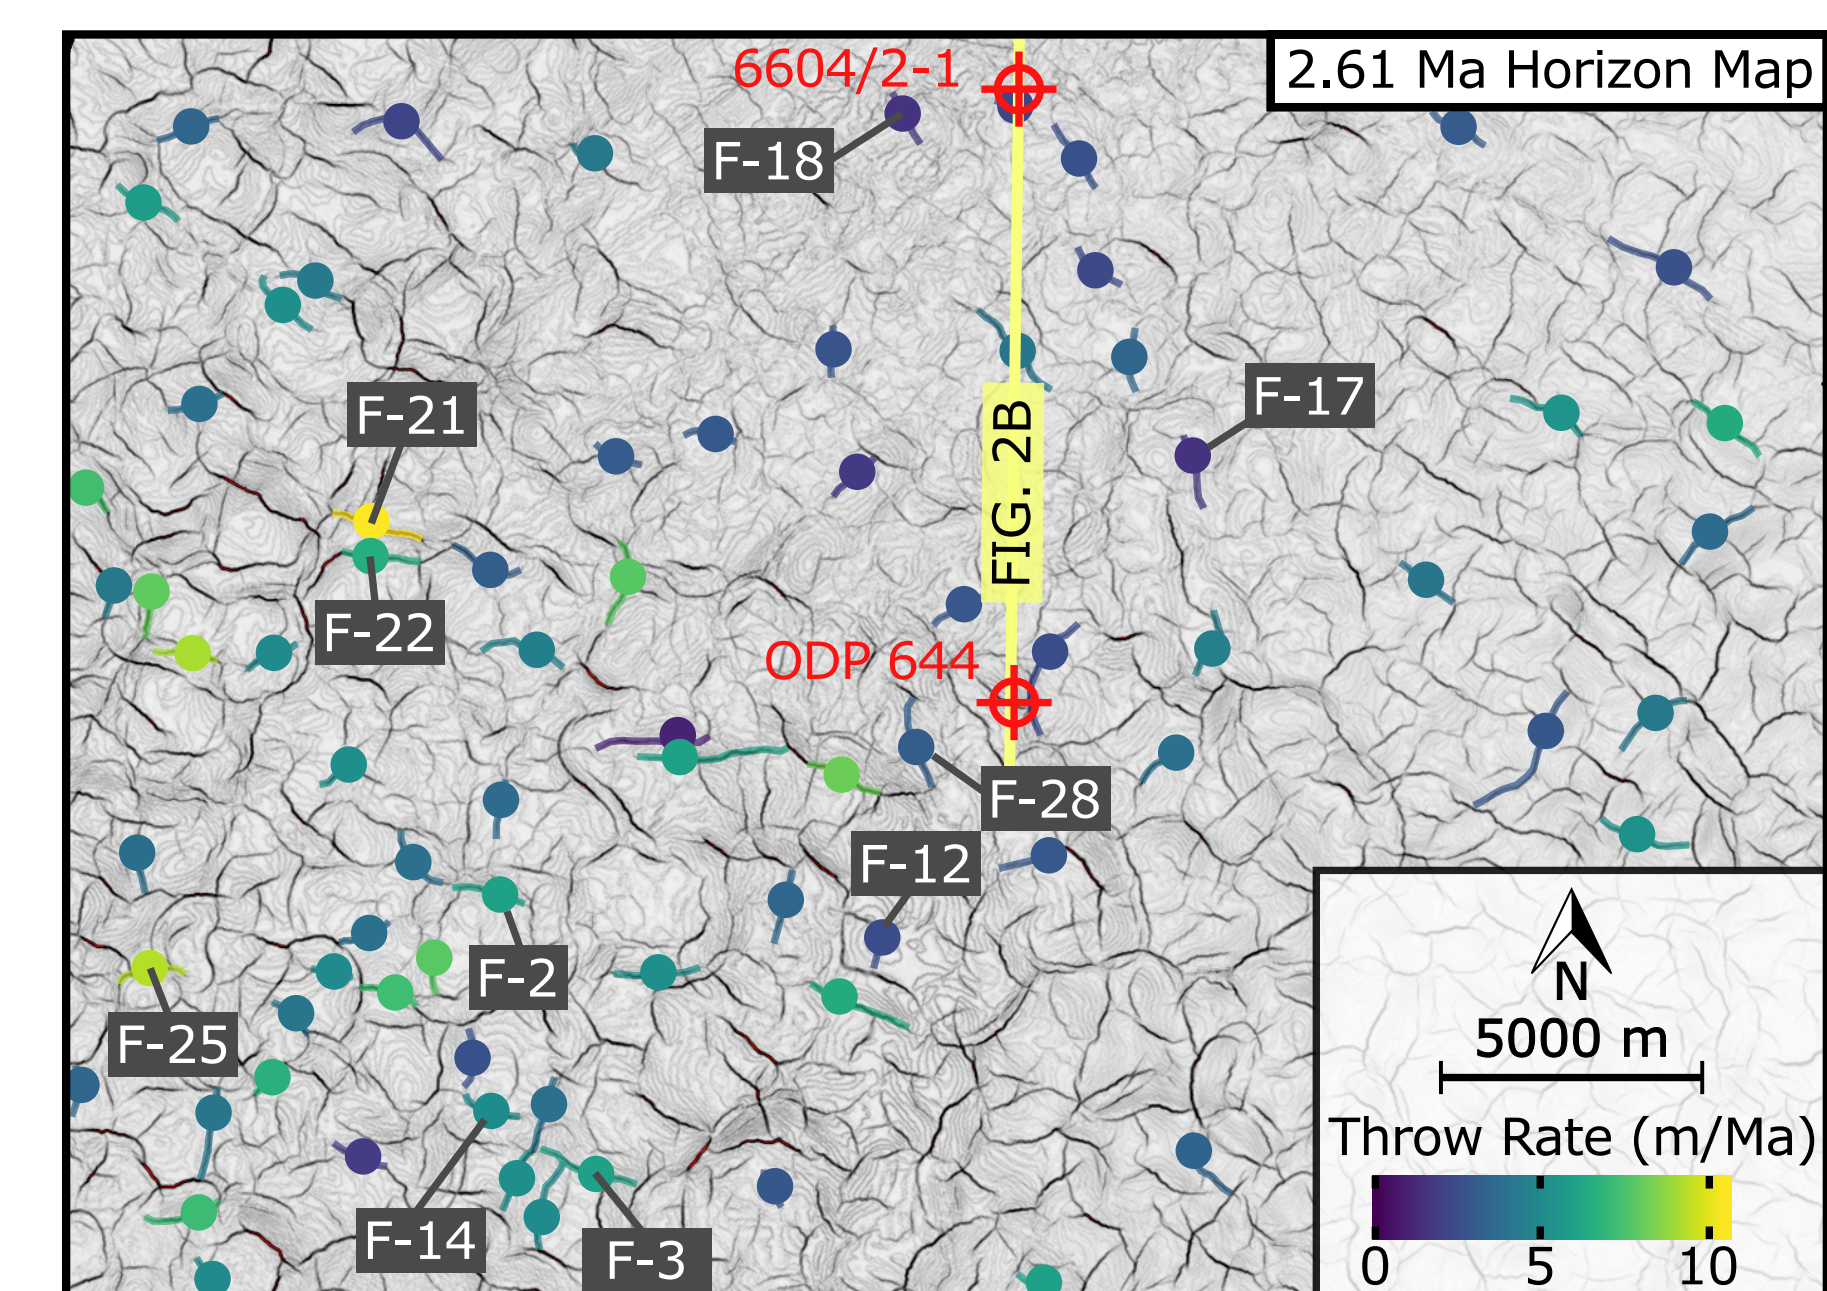 6604/2-1
2.61 Ma Horizon Map
F-18
F-17
F-21
FIG. 2B
F-22
ODP 644
F-28
F-12
F-2
F-25
F-14
F-3
N
5000 m
Throw Rate (m/Ma)
0 5 10